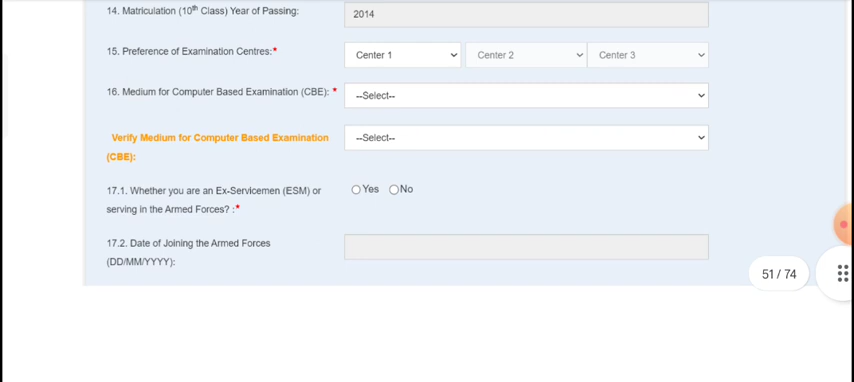 14. Matriculation (10th Class) Year of Passing: 2014
15. Preference of Examination Centres:* Center 1 Center 2 Center 3
16. Medium for Computer Based Examination (CBE): * --Select--
Verify Medium for Computer Based Examination --Select--
(CBE):
17.1. Whether you are an Ex-Servicemen (ESM) or Yes No
serving in the Armed Forces? :*
17.2. Date of Joining the Armed Forces
(DD/MM/YYYY):
51 / 74